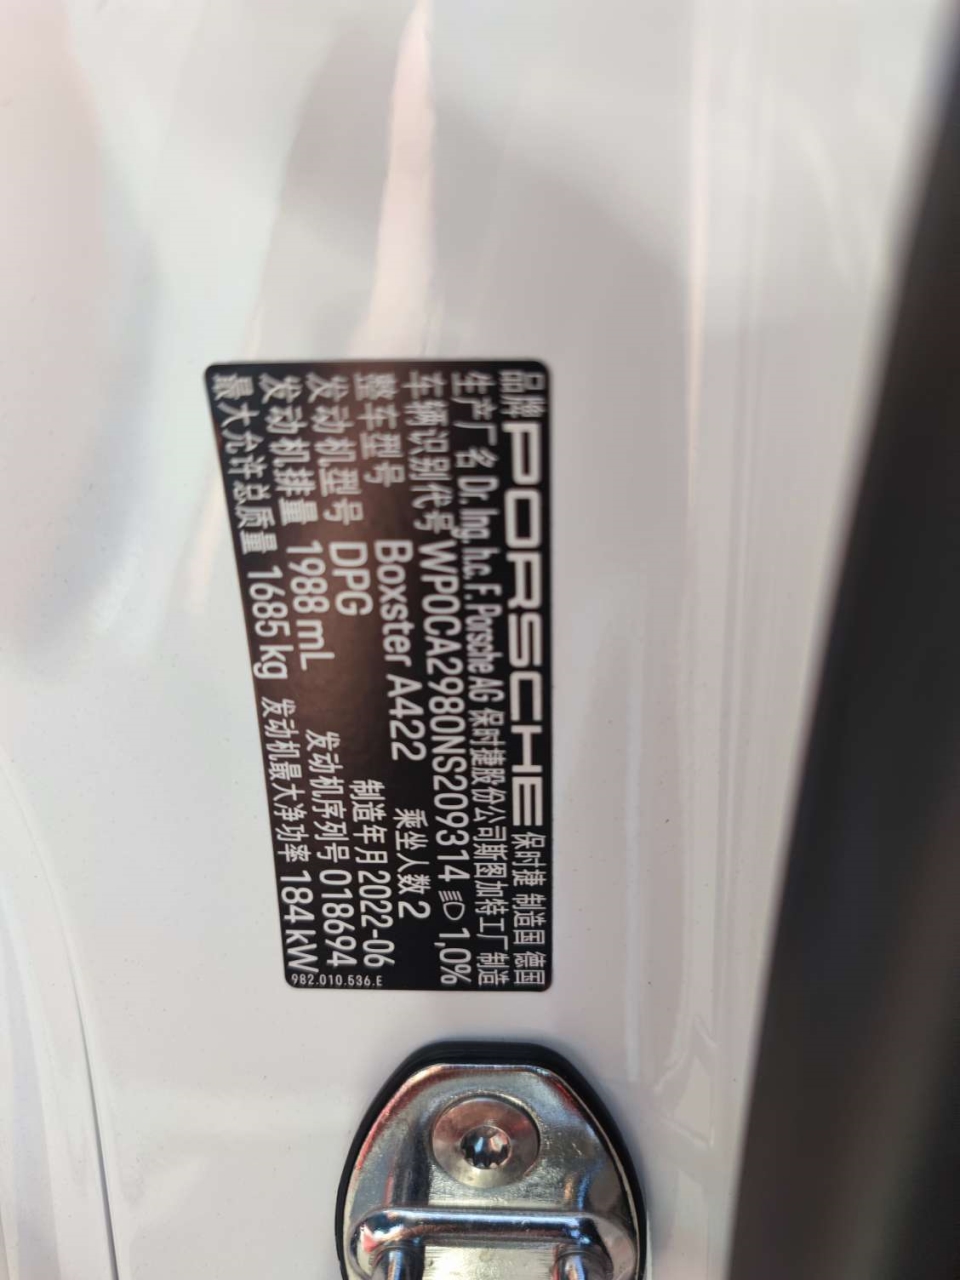 品牌 PORSCHE 保时捷 制造国 德国
生产厂名 Dr. Ing. h.c. F. Porsche AG 保时捷股份公司斯图加特工厂制造
车辆识别代号 WP0CA2980NS209314 1,0%
整车型号 Boxster A422 乘坐人数 2
发动机型号 DPG 制造年月 2022-06
发动机排量 1988 mL 发动机序列号 018694
最大允许总质量 1685 kg 发动机最大净功率 184 kW
982.010.536.E